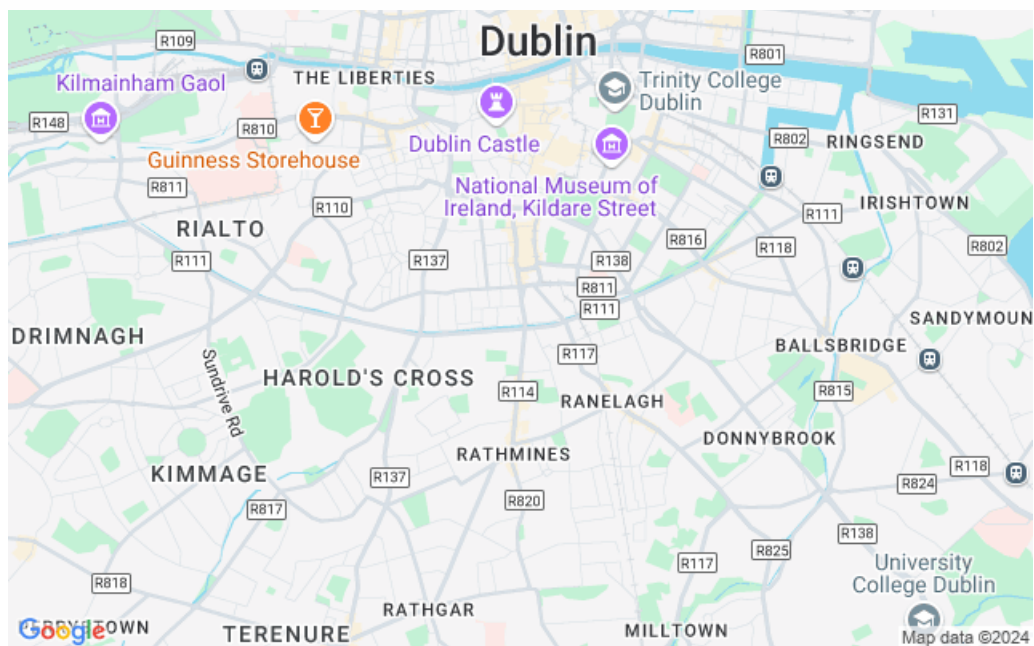 Dublin
R109
R801
THE LIBERTIES
Kilmainham Gaol
Trinity College
Dublin
R148
R810
R131
Dublin Castle
R802
RINGSEND
Guinness Storehouse
National Museum of
Ireland, Kildare Street
R811
R110
R111
IRISHTOWN
RIALTO
R816
R118
R802
R111
R137
R138
R811
R111
SANDYMOUN
DRIMNAGH
BALLSBRIDGE
R117
Sundrive Rd
HAROLD'S CROSS
R114
R815
RANELAGH
DONNYBROOK
RATHMINES
KIMMAGE
R137
R118
R824
R820
R817
R138
R825
R117
University
College Dublin
R818
RATHGAR
Google
TOWN
TERENURE
MILLTOWN
Map data ©2024